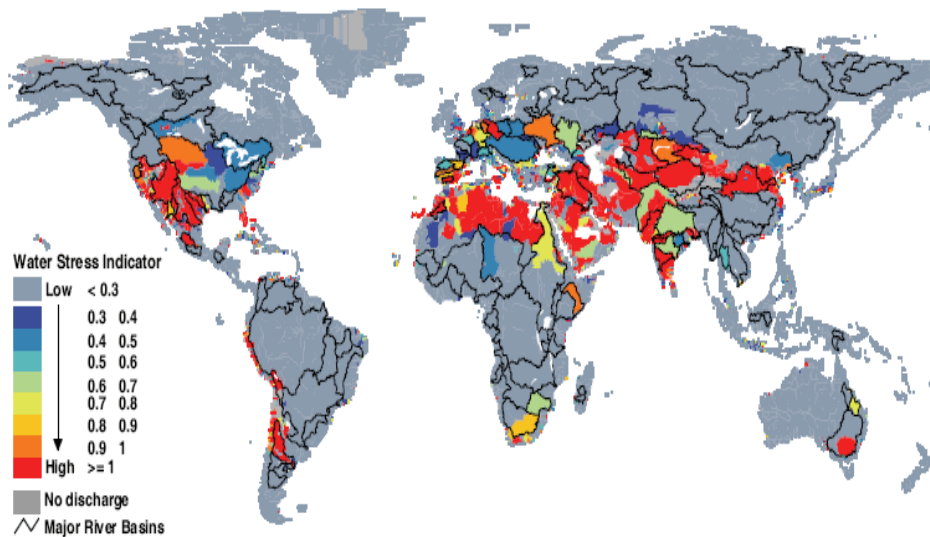 Water Stress Indicator
Low < 0.3
0.3 0.4
0.4 0.5
0.5 0.6
0.6 0.7
0.7 0.8
0.8 0.9
0.9 1
High >= 1
No discharge
Major River Basins